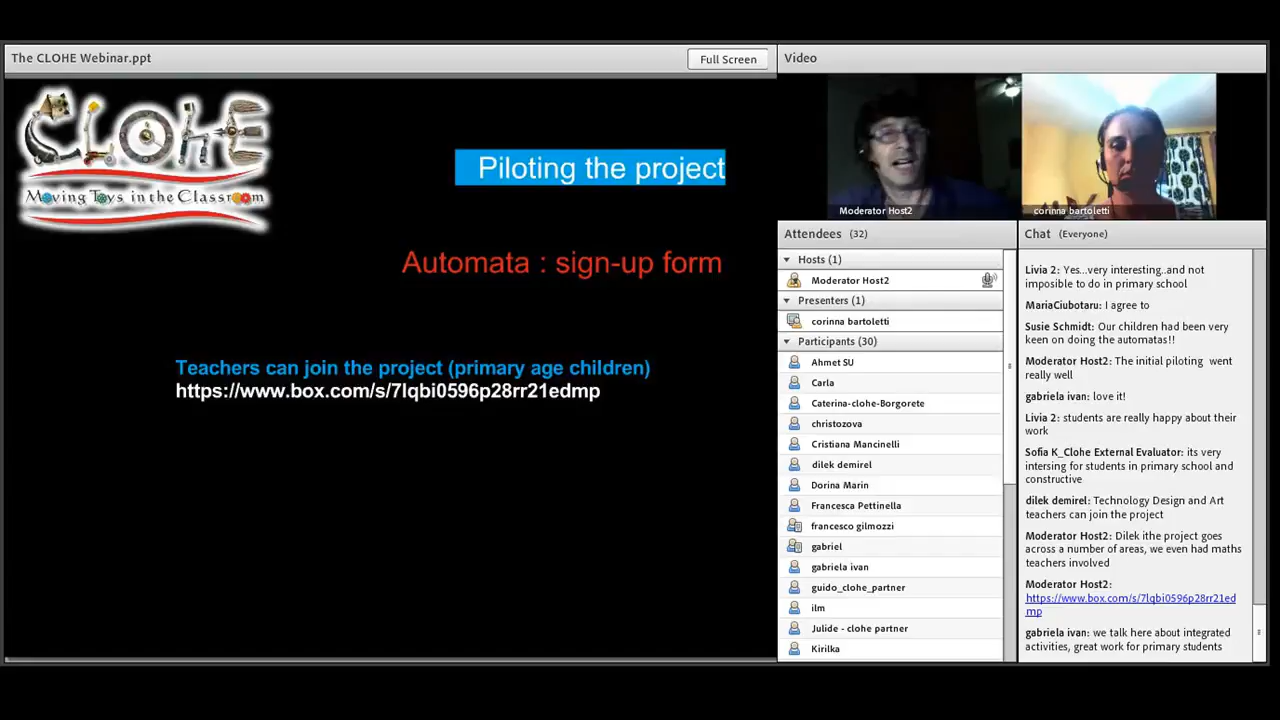 The CLOHE Webinar.ppt
Full Screen
CLOHE
Moving Toys in the Classroom
Piloting the project
Automata : sign-up form
Teachers can join the project (primary age children)
https://www.box.com/s/7lqbi0596p28rr21edmp
Video
Moderator Host2
corinna bartoletti
Attendees (32)
Hosts (1)
Moderator Host2
Presenters (1)
corinna bartoletti
Participants (30)
Ahmet SU
Carla
Caterina-clohe-Borgorete
christozova
Cristiana Mancinelli
dilek demirel
Dorina Marin
Francesca Pettinella
francesco gilmozzi
gabriel
gabriela ivan
guido_clohe_partner
ilm
Julide - clohe partner
Kirilka
Chat (Everyone)
Livia 2: Yes...very interesting..and not
imposible to do in primary school
MariaCiubotaru: I agree to
Susie Schmidt: Our children had been very
keen on doing the automatas!!
Moderator Host2: The initial piloting went
really well
gabriela ivan: love it!
Livia 2: students are really happy about their
work
Sofia K_Clohe External Evaluator: its very
intersing for students in primary school and
constructive
dilek demirel: Technology Design and Art
teachers can join the project
Moderator Host2: Dilek ithe project goes
across a number of areas, we even had maths
teachers involved
Moderator Host2:
https://www.box.com/s/7lqbi0596p28rr21ed
mp
gabriela ivan: we talk here about integrated
activities, great work for primary students